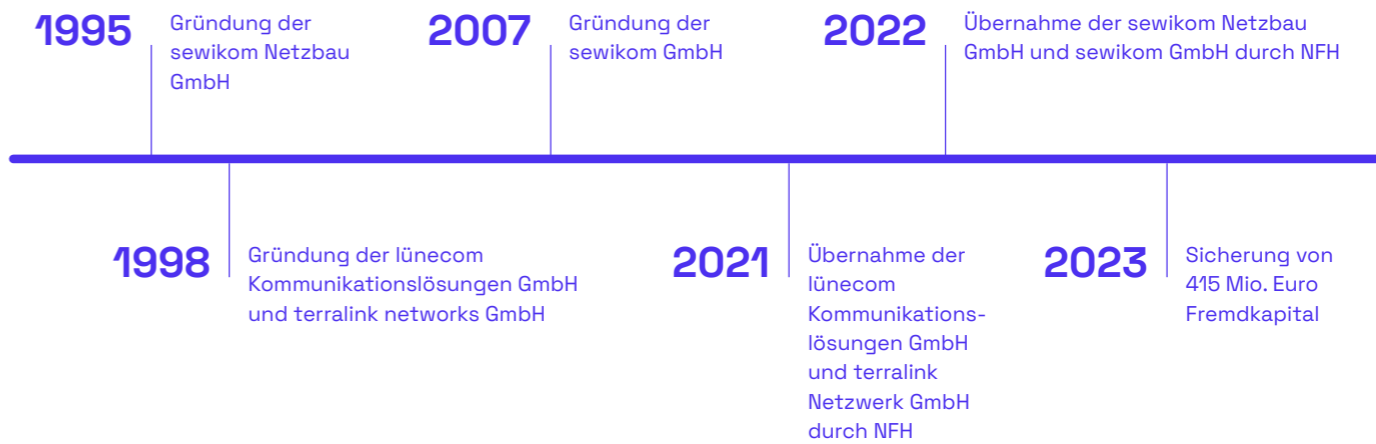 1995
Gründung der
sewikom Netzbau
GmbH
2007
Gründung der
sewikom GmbH
2022
Übernahme der sewikom Netzbau
GmbH und sewikom GmbH durch NFH
1998
Gründung der lünecom
Kommunikationslösungen GmbH
und terralink networks GmbH
2021
Übernahme der
lünecom
Kommunikations-
lösungen GmbH
und terralink
Netzwerk GmbH
durch NFH
2023
Sicherung von
415 Mio. Euro
Fremdkapital